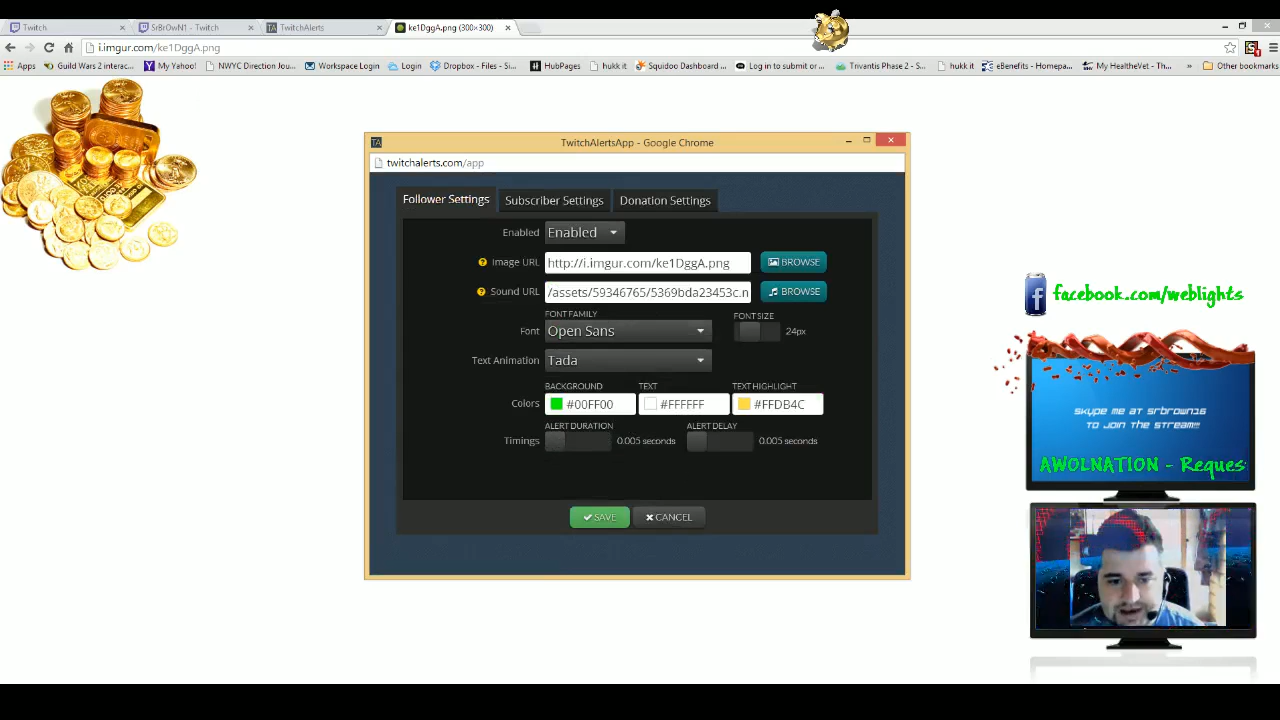 Twitch
SrBrOwN1 - Twitch
TwitchAlerts
ke1DggA.png (300×300)
i.imgur.com/ke1DggA.png
Apps
Guild Wars 2 interac...
My Yahoo!
NWYC Direction Jou...
Workspace Login
Login
Dropbox - Files - Si...
HubPages
hukk it
Squidoo Dashboard ...
Log in to submit or ...
Trivantis Phase 2 - S...
hukk it
eBenefits - Homepa...
My HealtheVet - Th...
»
Other bookmarks
TwitchAlertsApp - Google Chrome
TA
twitchalerts.com/app
Follower Settings
Subscriber Settings
Donation Settings
Enabled
Enabled
Image URL
http://i.imgur.com/ke1DggA.png
BROWSE
Sound URL
/assets/59346765/5369bda23453c.n
BROWSE
FONT FAMILY
FONT SIZE
Font
Open Sans
24px
Text Animation
Tada
BACKGROUND
TEXT
TEXT HIGHLIGHT
Colors
#00FF00
#FFFFFF
#FFDB4C
ALERT DURATION
ALERT DELAY
Timings
0.005 seconds
0.005 seconds
SAVE
CANCEL
facebook.com/weblights
SKYPE ME AT SRBROWN16
TO JOIN THE STREAM!!!
AWOLNATION - Reques